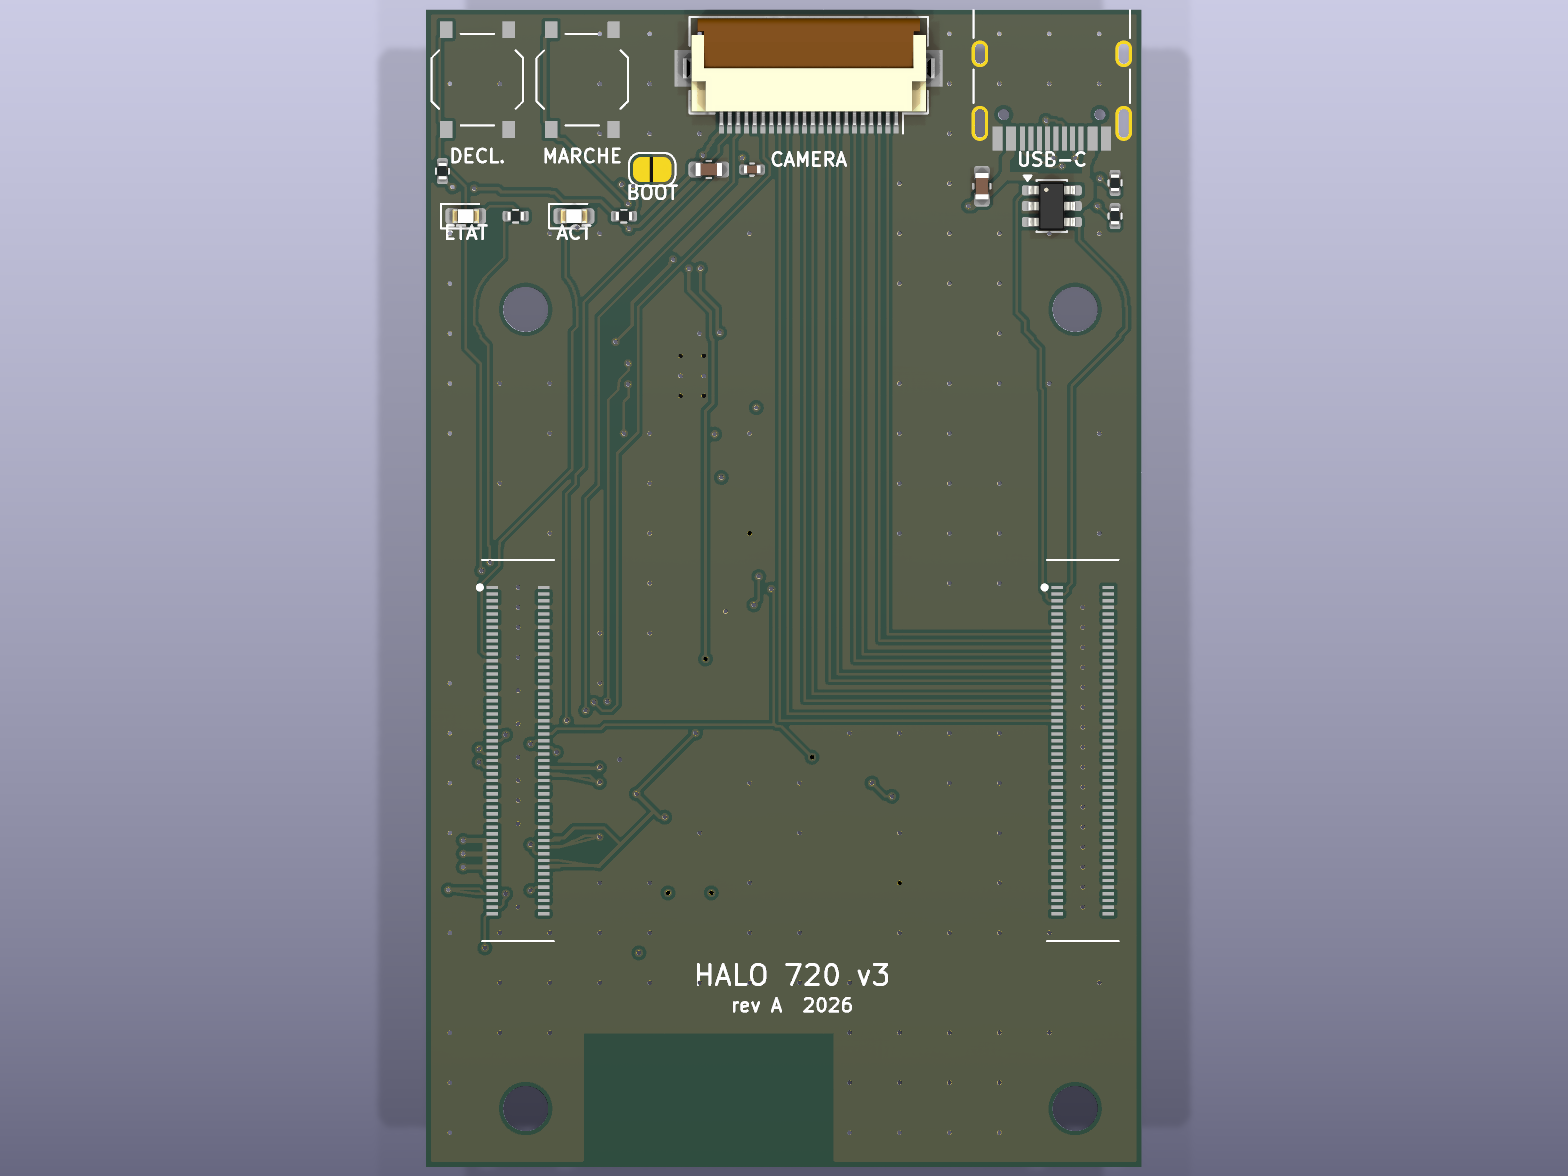 DECL.
MARCHE
BOOT
CAMERA
USB-C
ETAT
ACT
HALO 720 v3
rev A 2026